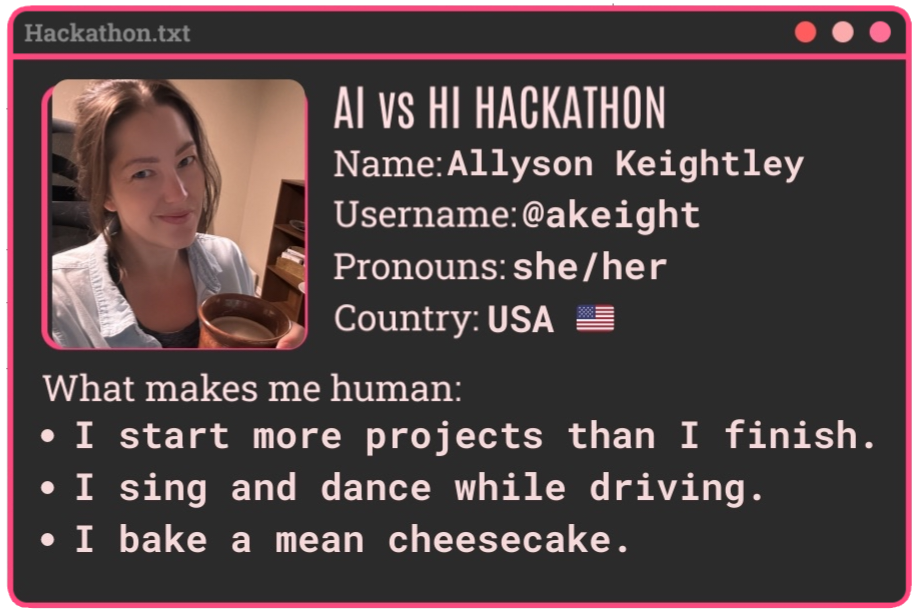 Hackathon.txt
AI vs HI HACKATHON
Name: Allyson Keightley
Username: @akeight
Pronouns: she/her
Country: USA 🇺🇸
What makes me human:
• I start more projects than I finish.
• I sing and dance while driving.
• I bake a mean cheesecake.